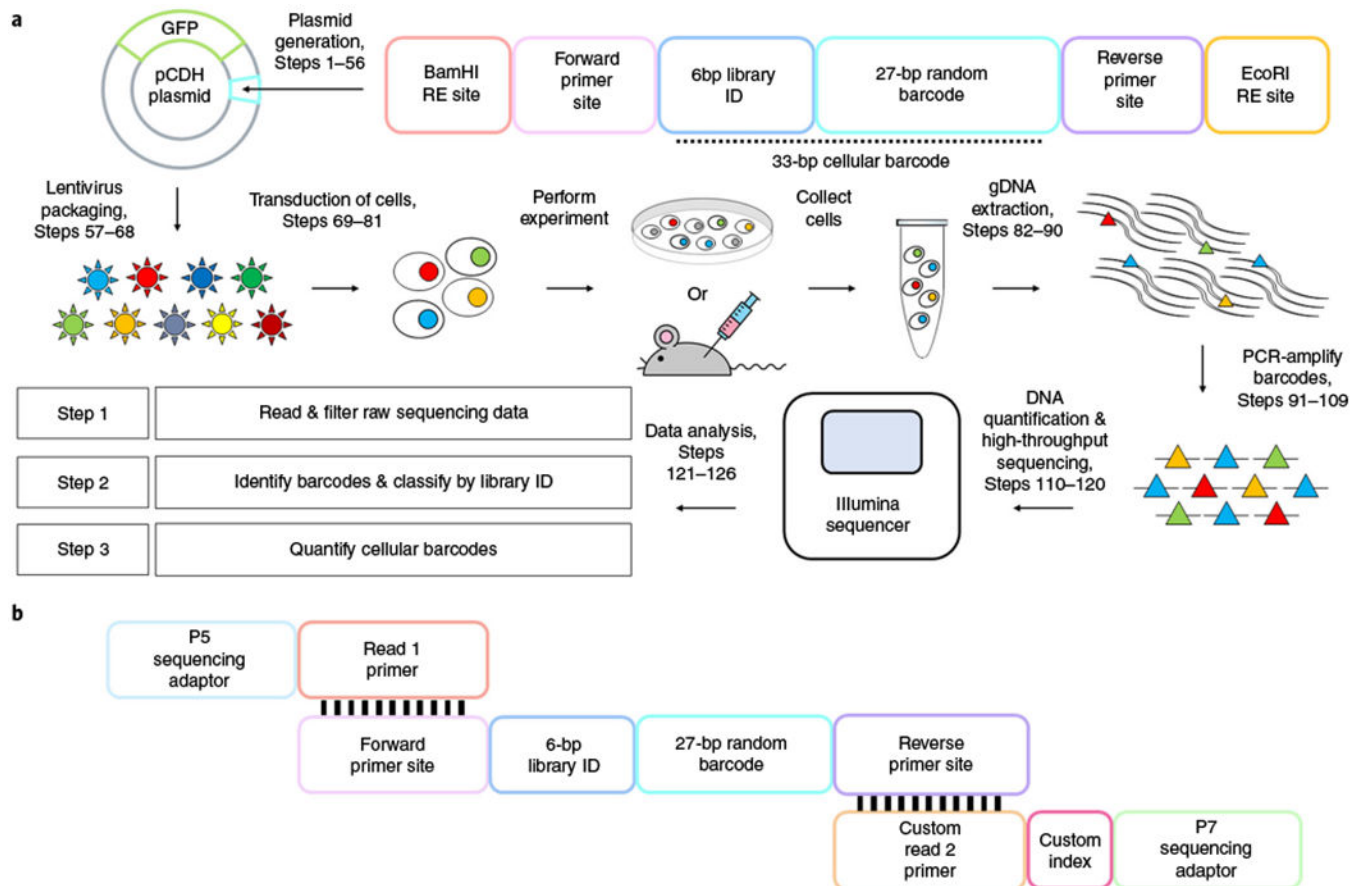 a
GFP
pCDH
plasmid
Plasmid
generation,
Steps 1–56
BamHI
RE site
Forward
primer
site
6bp library
ID
27-bp random
barcode
Reverse
primer
site
EcoRI
RE site
33-bp cellular barcode
Lentivirus
packaging,
Steps 57–68
Transduction of cells,
Steps 69–81
Perform
experiment
Or
Collect
cells
gDNA
extraction,
Steps 82–90
PCR-amplify
barcodes,
Steps 91–109
DNA
quantification &
high-throughput
sequencing,
Steps 110–120
Illumina
sequencer
Data analysis,
Steps
121–126
Step 1
Read & filter raw sequencing data
Step 2
Identify barcodes & classify by library ID
Step 3
Quantify cellular barcodes
b
P5
sequencing
adaptor
Read 1
primer
Forward
primer site
6-bp
library ID
27-bp random
barcode
Reverse
primer site
Custom
read 2
primer
Custom
index
P7
sequencing
adaptor